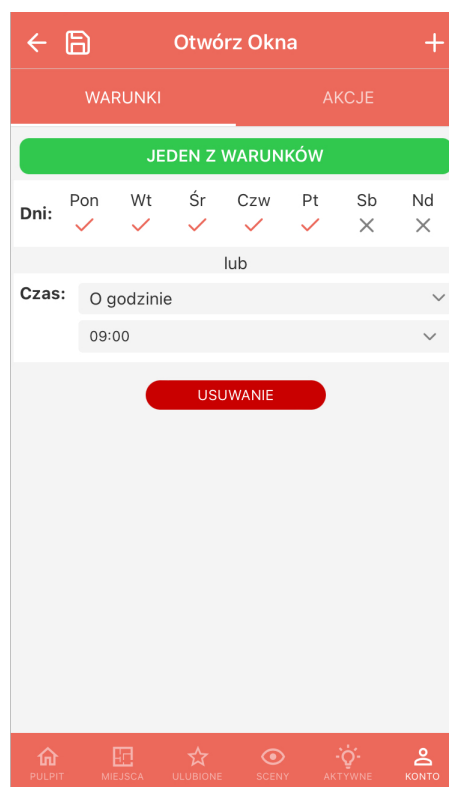 Otwórz Okna
WARUNKI AKCJE
JEDEN Z WARUNKÓW
Dni: Pon Wt Śr Czw Pt Sb Nd
lub
Czas: O godzinie
09:00
USUWANIE
PULPIT MIEJSCA ULUBIONE SCENY AKTYWNE KONTO